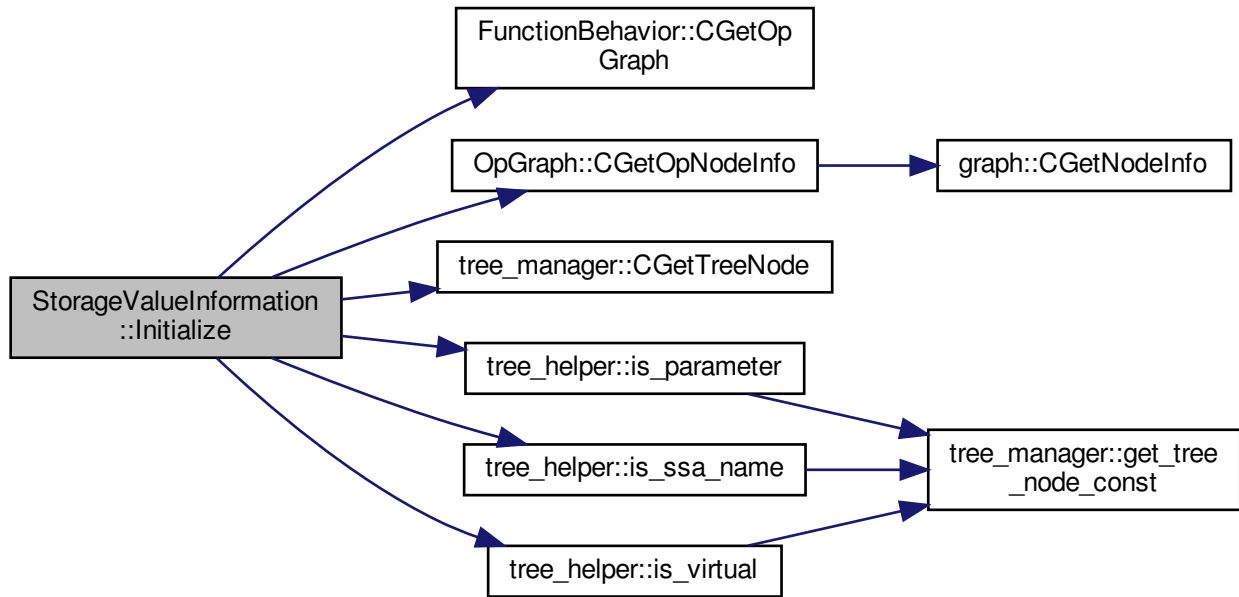 FunctionBehavior::CGetOp
Graph
OpGraph::CGetOpNodeInfo
graph::CGetNodeInfo
tree_manager::CGetTreeNode
StorageValueInformation
::Initialize
tree_helper::is_parameter
tree_helper::is_ssa_name
tree_manager::get_tree
_node_const
tree_helper::is_virtual